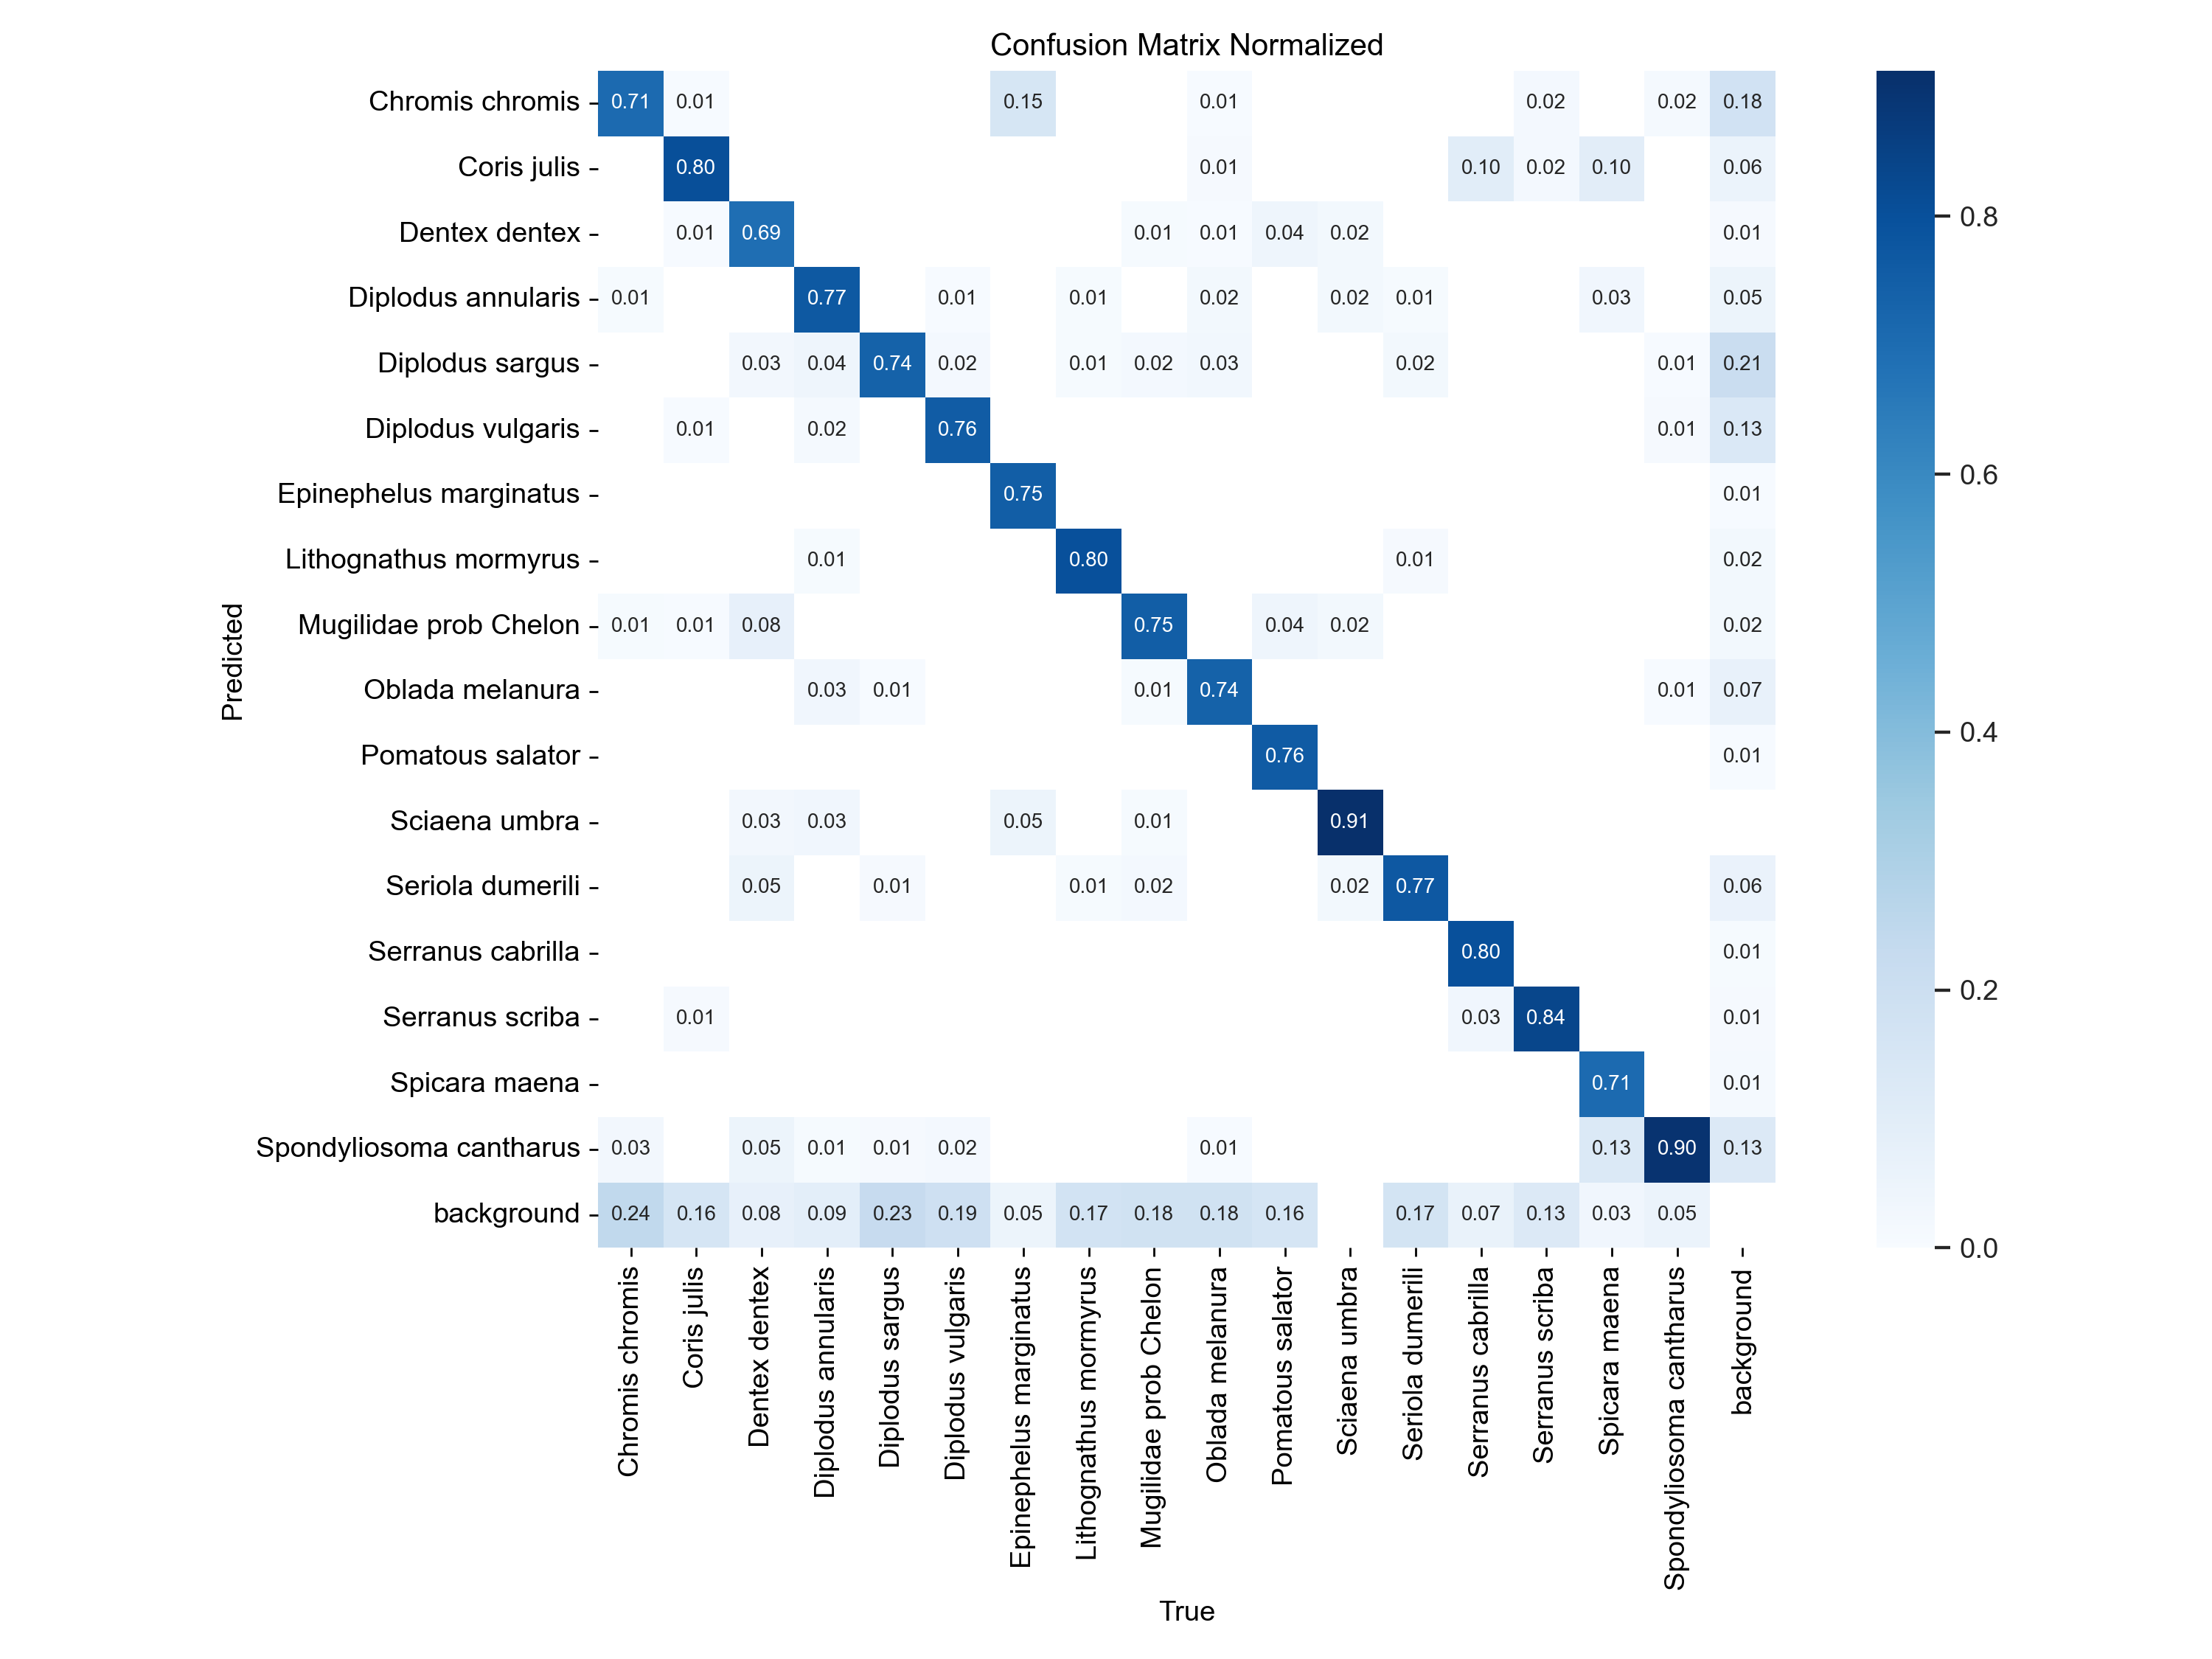 Confusion Matrix Normalized
Chromis chromis 0.71 0.01 0.15 0.01 0.02 0.02 0.18
Coris julis 0.80 0.01 0.10 0.02 0.10 0.06
Dentex dentex 0.01 0.69 0.01 0.01 0.04 0.02 0.01
Diplodus annularis 0.01 0.77 0.01 0.01 0.02 0.02 0.01 0.03 0.05
Diplodus sargus 0.03 0.04 0.74 0.02 0.01 0.02 0.03 0.02 0.01 0.21
Diplodus vulgaris 0.01 0.02 0.76 0.01 0.13
Epinephelus marginatus 0.75 0.01
Lithognathus mormyrus 0.01 0.80 0.01 0.02
Mugilidae prob Chelon 0.01 0.01 0.08 0.75 0.04 0.02 0.02
Oblada melanura 0.03 0.01 0.01 0.74 0.01 0.07
Pomatous salator 0.76 0.01
Sciaena umbra 0.03 0.03 0.05 0.01 0.91
Seriola dumerili 0.05 0.01 0.01 0.02 0.02 0.77 0.06
Serranus cabrilla 0.80 0.01
Serranus scriba 0.01 0.03 0.84 0.01
Spicara maena 0.71 0.01
Spondyliosoma cantharus 0.03 0.05 0.01 0.01 0.02 0.01 0.13 0.90 0.13
background 0.24 0.16 0.08 0.09 0.23 0.19 0.05 0.17 0.18 0.18 0.16 0.17 0.07 0.13 0.03 0.05
Predicted
Chromis chromis
Coris julis
Dentex dentex
Diplodus annularis
Diplodus sargus
Diplodus vulgaris
Epinephelus marginatus
Lithognathus mormyrus
Mugilidae prob Chelon
Oblada melanura
Pomatous salator
Sciaena umbra
Seriola dumerili
Serranus cabrilla
Serranus scriba
Spicara maena
Spondyliosoma cantharus
background
True
0.8
0.6
0.4
0.2
0.0